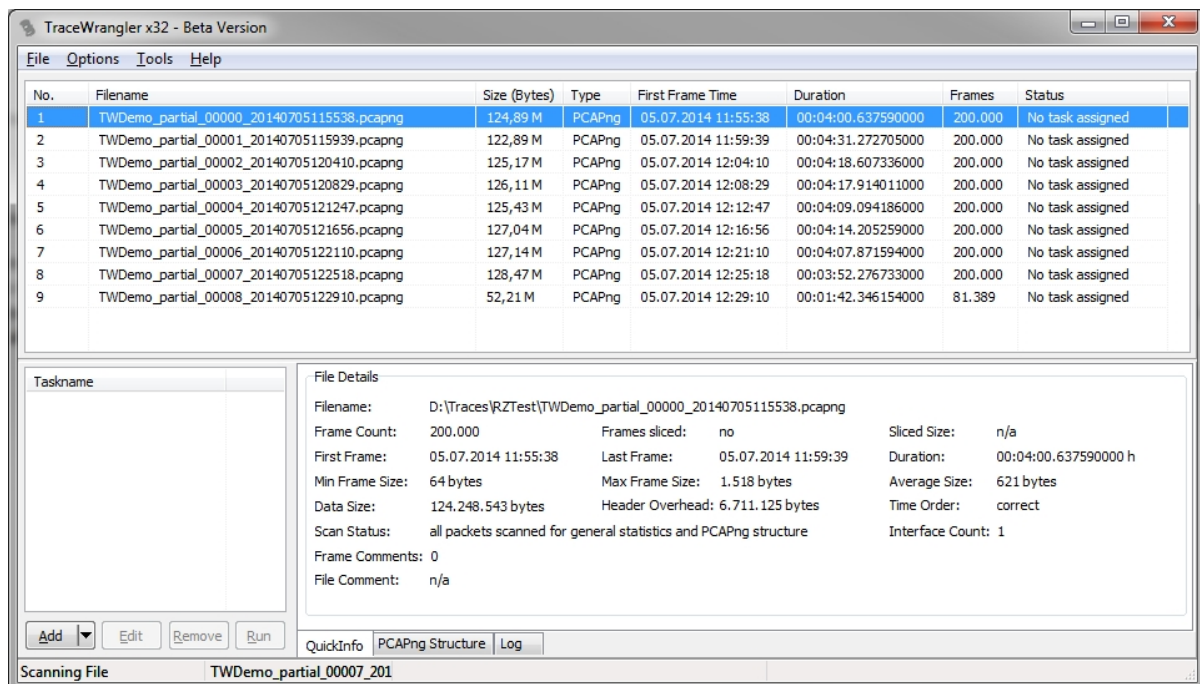 TraceWrangler x32 - Beta Version
File Options Tools Help
No. Filename Size (Bytes) Type First Frame Time Duration Frames Status
1 TWDemo_partial_00000_20140705115538.pcapng 124,89 M PCAPng 05.07.2014 11:55:38 00:04:00.637590000 200.000 No task assigned
2 TWDemo_partial_00001_20140705115939.pcapng 122,89 M PCAPng 05.07.2014 11:59:39 00:04:31.272705000 200.000 No task assigned
3 TWDemo_partial_00002_20140705120410.pcapng 125,17 M PCAPng 05.07.2014 12:04:10 00:04:18.607336000 200.000 No task assigned
4 TWDemo_partial_00003_20140705120829.pcapng 126,11 M PCAPng 05.07.2014 12:08:29 00:04:17.914011000 200.000 No task assigned
5 TWDemo_partial_00004_20140705121247.pcapng 125,43 M PCAPng 05.07.2014 12:12:47 00:04:09.094186000 200.000 No task assigned
6 TWDemo_partial_00005_20140705121656.pcapng 127,04 M PCAPng 05.07.2014 12:16:56 00:04:14.205259000 200.000 No task assigned
7 TWDemo_partial_00006_20140705122110.pcapng 127,14 M PCAPng 05.07.2014 12:21:10 00:04:07.871594000 200.000 No task assigned
8 TWDemo_partial_00007_20140705122518.pcapng 128,47 M PCAPng 05.07.2014 12:25:18 00:03:52.276733000 200.000 No task assigned
9 TWDemo_partial_00008_20140705122910.pcapng 52,21 M PCAPng 05.07.2014 12:29:10 00:01:42.346154000 81.389 No task assigned
Taskname
Add Edit Remove Run
File Details
Filename: D:\Traces\RZTest\TWDemo_partial_00000_20140705115538.pcapng
Frame Count: 200.000 Frames sliced: no Sliced Size: n/a
First Frame: 05.07.2014 11:55:38 Last Frame: 05.07.2014 11:59:39 Duration: 00:04:00.637590000 h
Min Frame Size: 64 bytes Max Frame Size: 1.518 bytes Average Size: 621 bytes
Data Size: 124.248.543 bytes Header Overhead: 6.711.125 bytes Time Order: correct
Scan Status: all packets scanned for general statistics and PCAPng structure Interface Count: 1
Frame Comments: 0
File Comment: n/a
QuickInfo PCAPng Structure Log
Scanning File TWDemo_partial_00007_201